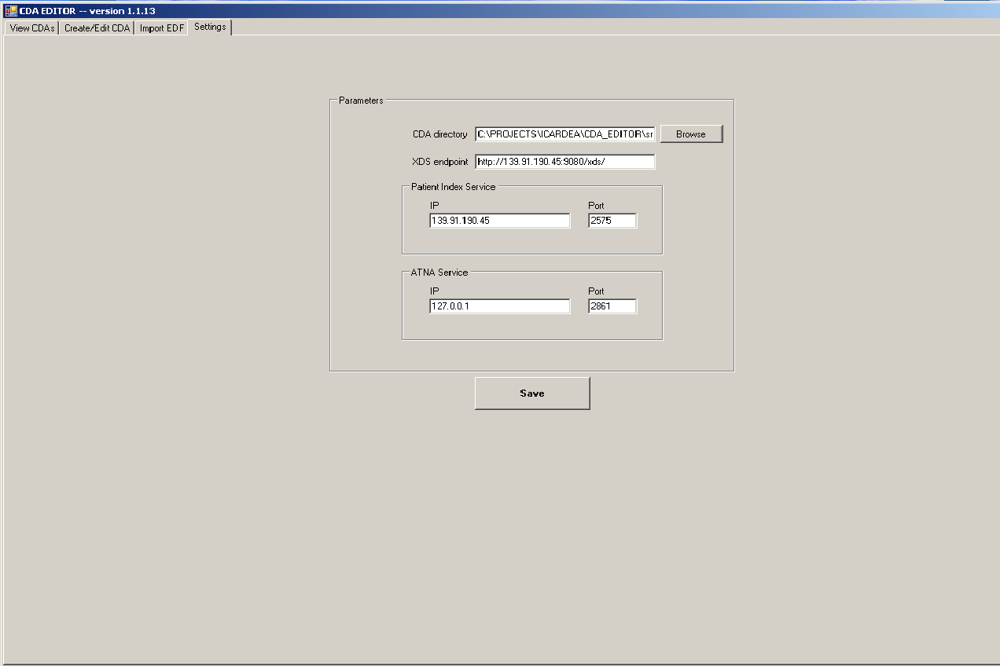 CDA EDITOR -- version 1.1.13
View CDAs Create/Edit CDA Import EDF Settings
Parameters
CDA directory C:\PROJECTS\ICARDEA\CDA_EDITOR\sr Browse
XDS endpoint http://139.91.190.45:9080/xds/
Patient Index Service
IP Port
139.91.190.45 2575
ATNA Service
IP Port
127.0.0.1 2861
Save